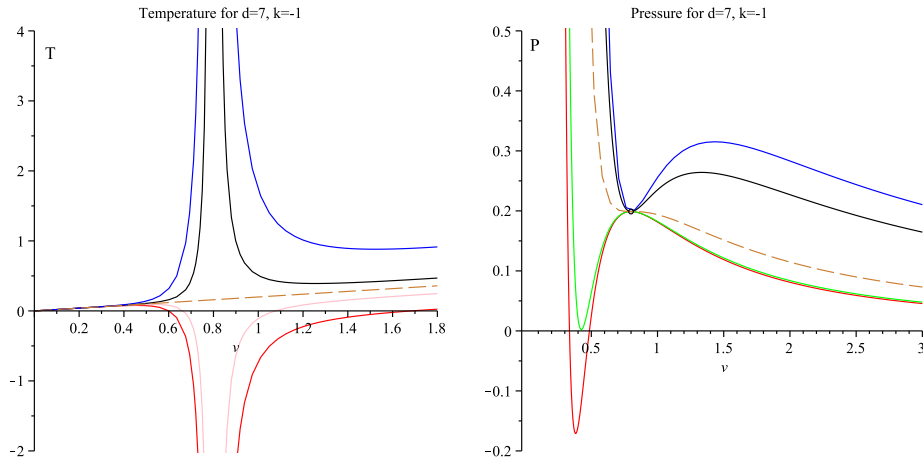 Temperature for d=7, k=-1
4
T
3
2
1
0
0.2 0.4 0.6 0.8 1 1.2 1.4 1.6 1.8
v
−1
−2
Pressure for d=7, k=-1
0.5
P
0.4
0.3
0.2
0.1
0
0.5 1 1.5 2 2.5 3
v
−0.1
−0.2